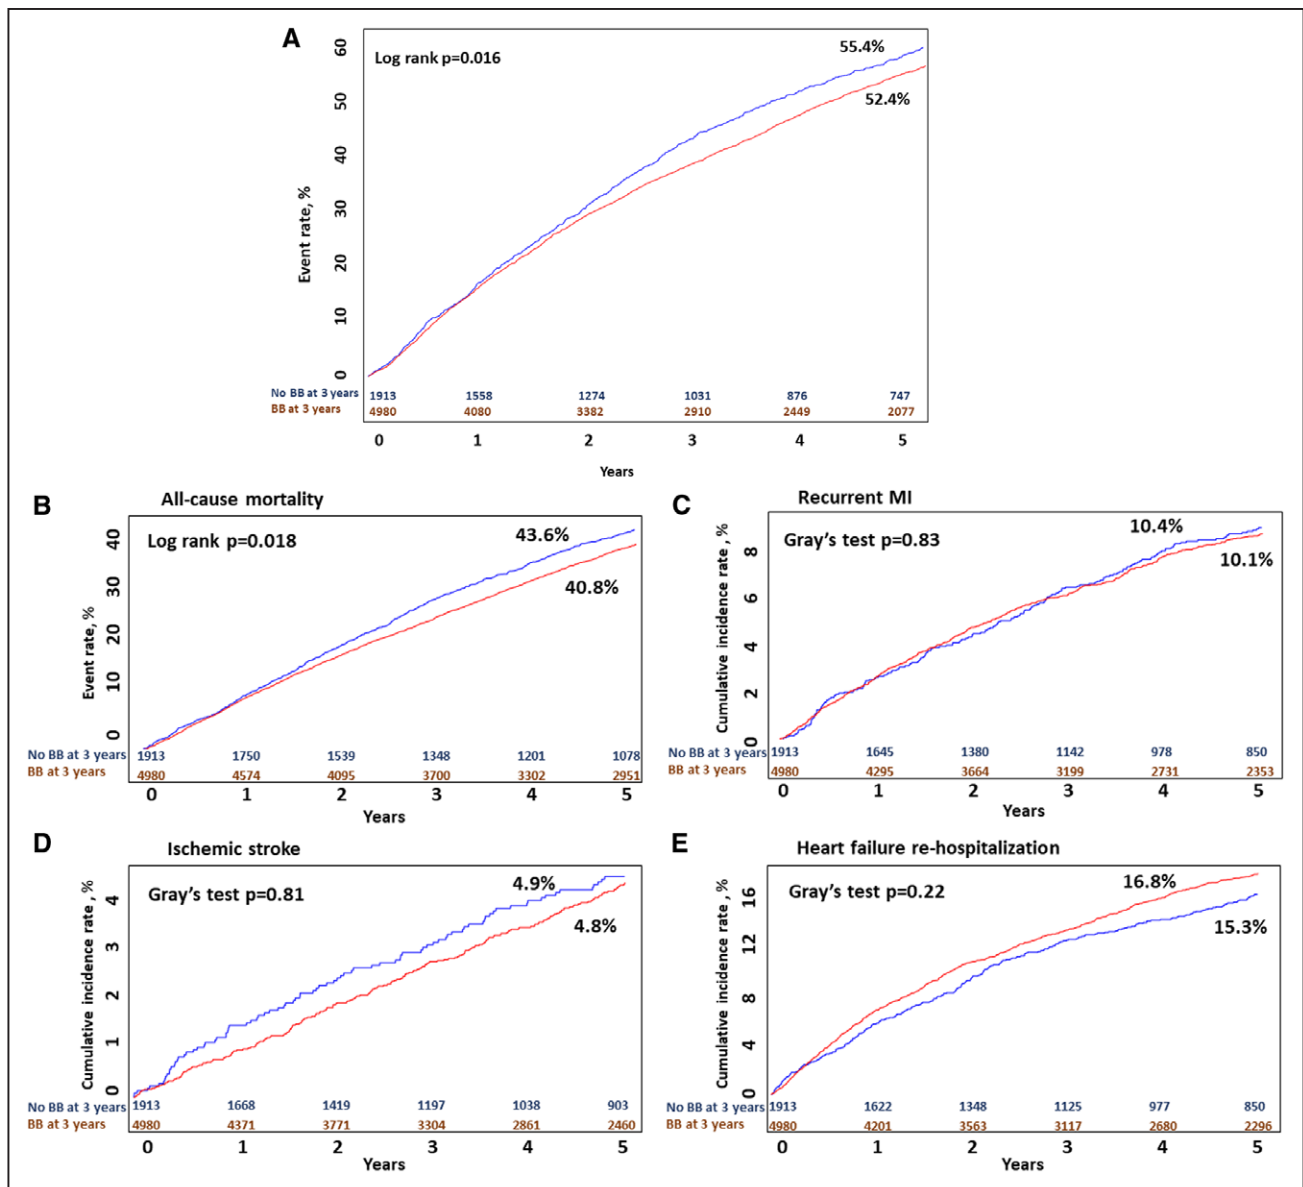 A
Log rank p=0.016
55.4%
52.4%
Event rate, %
60
50
40
30
20
10
0
No BB at 3 years 1913 1558 1274 1031 876 747
BB at 3 years 4980 4080 3382 2910 2449 2077
0 1 2 3 4 5
Years
B
All-cause mortality
Log rank p=0.018
43.6%
40.8%
Event rate, %
40
30
20
10
0
No BB at 3 years 1913 1750 1539 1348 1201 1078
BB at 3 years 4980 4574 4095 3700 3302 2951
0 1 2 3 4 5
Years
C
Recurrent MI
Gray's test p=0.83
10.4%
10.1%
Cumulative incidence rate , %
8
6
4
2
0
No BB at 3 years 1913 1645 1380 1142 978 850
BB at 3 years 4980 4295 3664 3199 2731 2353
0 1 2 3 4 5
Years
D
Ischemic stroke
Gray's test p=0.81
4.9%
4.8%
Cumulative incidence rate , %
4
3
2
1
0
No BB at 3 years 1913 1668 1419 1197 1038 903
BB at 3 years 4980 4371 3771 3304 2861 2460
0 1 2 3 4 5
Years
E
Heart failure re-hospitalization
Gray's test p=0.22
16.8%
15.3%
Cumulative incidence rate , %
16
12
8
4
0
No BB at 3 years 1913 1622 1348 1125 977 850
BB at 3 years 4980 4201 3563 3117 2680 2296
0 1 2 3 4 5
Years